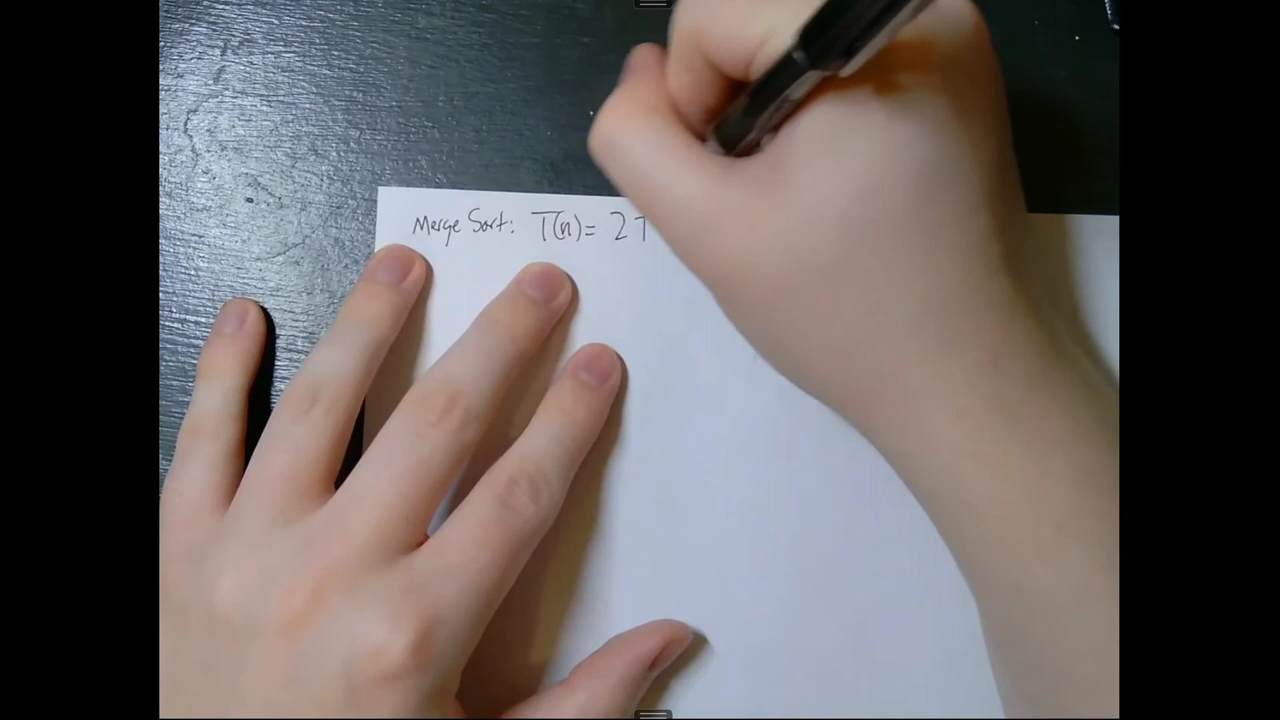 Merge Sort: T(n) = 2T